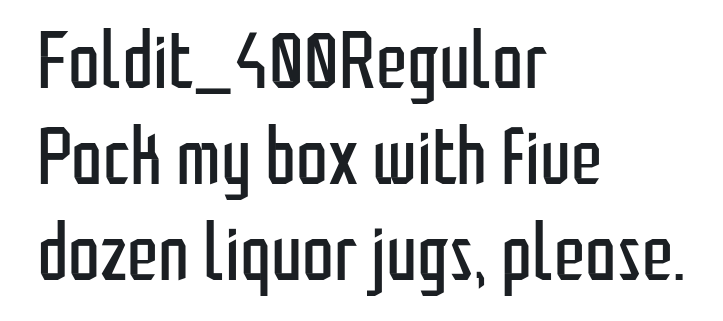 Foldit_400Regular
Pack my box with five
dozen liquor jugs, please.